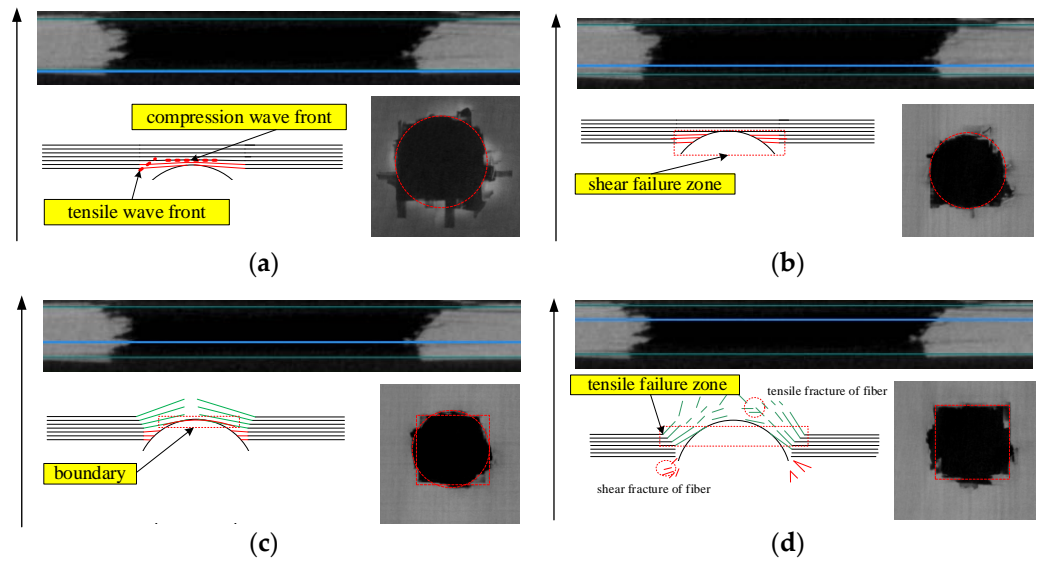 compression wave front
tensile wave front
(a)
shear failure zone
(b)
boundary
(c)
tensile failure zone
tensile fracture of fiber
shear fracture of fiber
(d)